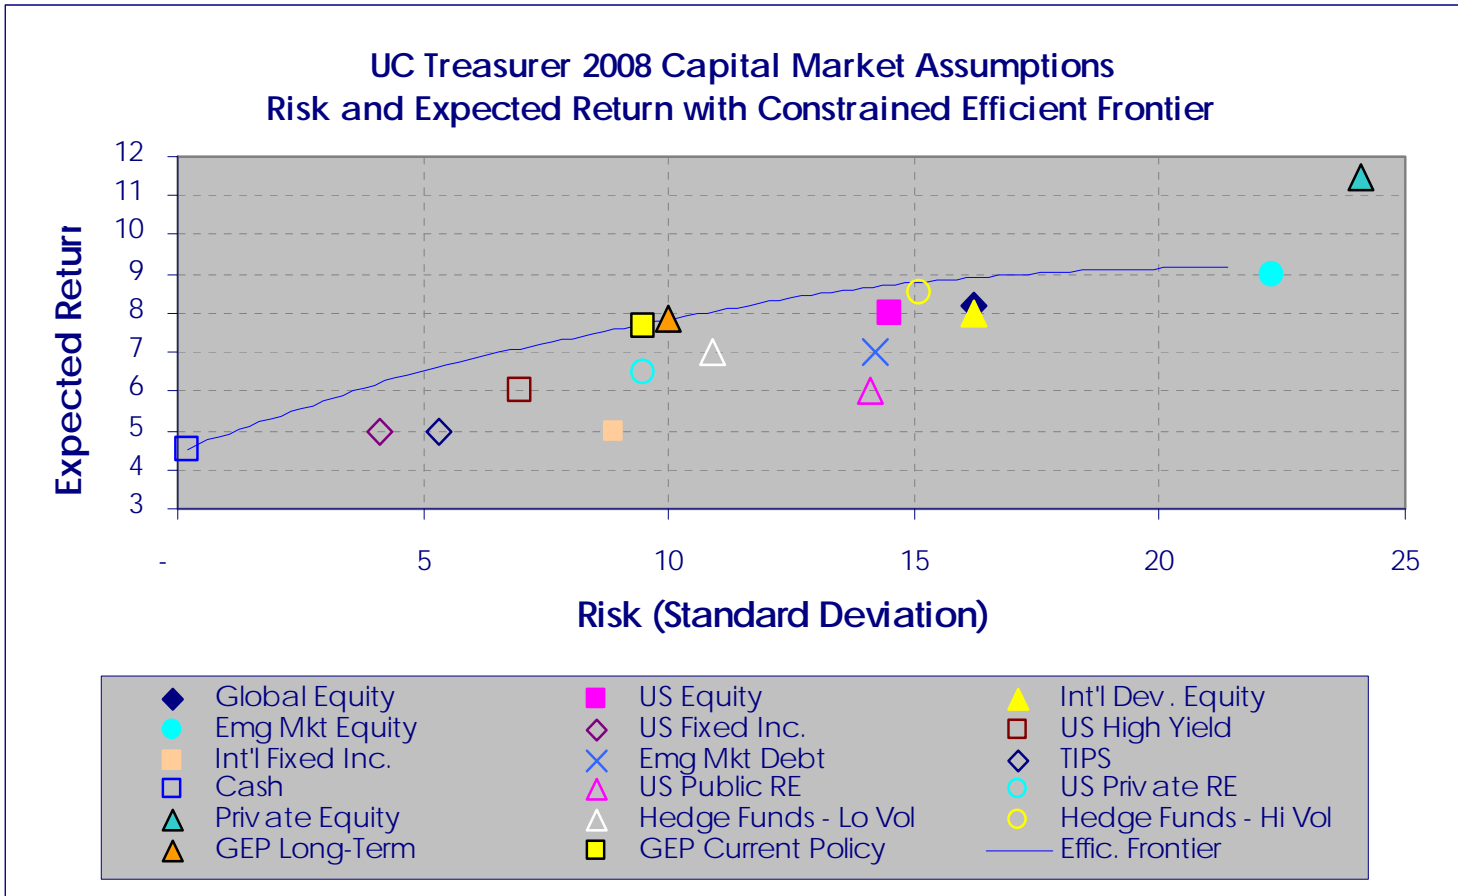 UC Treasurer 2008 Capital Market Assumptions
Risk and Expected Return with Constrained Efficient Frontier
12
11
10
9
8
7
6
5
4
3
Expected Return
- 5 10 15 20 25
Risk (Standard Deviation)
Global Equity US Equity Int'l Dev. Equity
Emg Mkt Equity US Fixed Inc. US High Yield
Int'l Fixed Inc. Emg Mkt Debt TIPS
Cash US Public RE US Private RE
Private Equity Hedge Funds - Lo Vol Hedge Funds - Hi Vol
GEP Long-Term GEP Current Policy Effic. Frontier